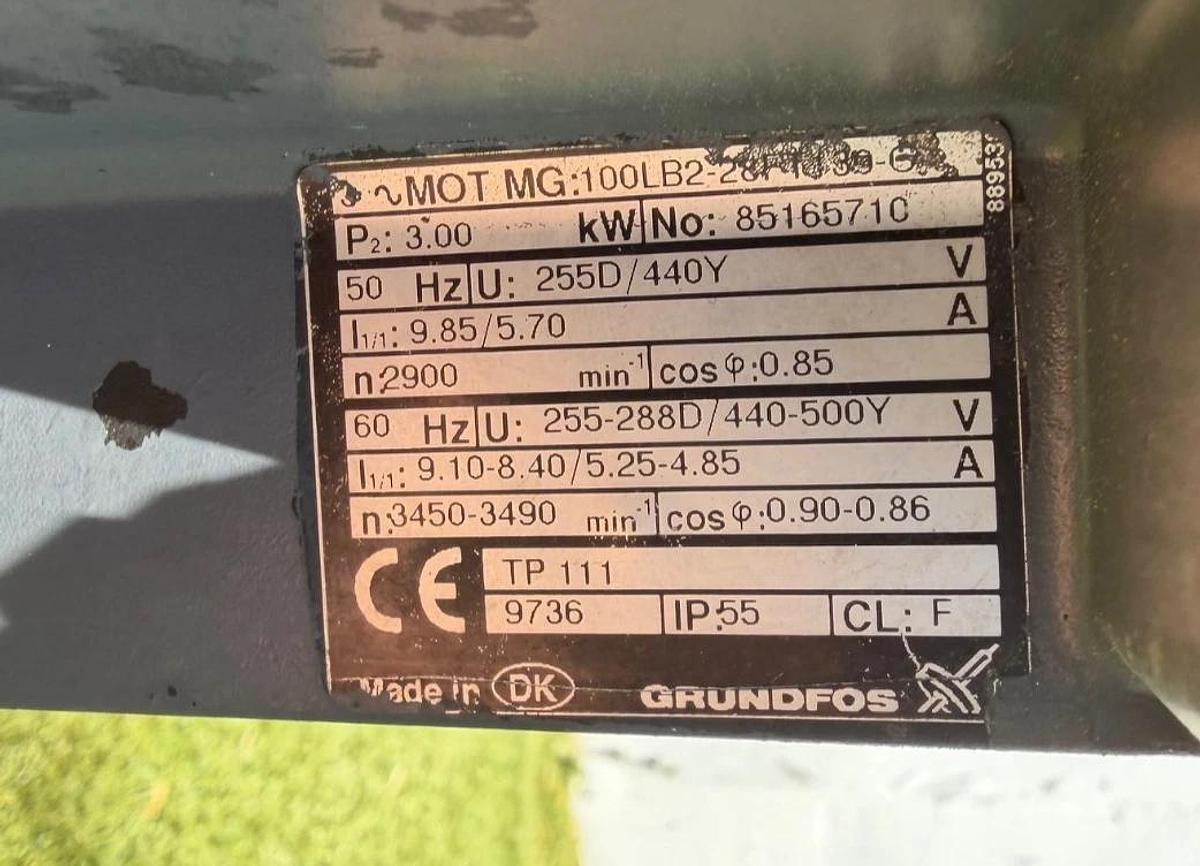 ∿MOT MG:100LB2-28FT
88953
P₂: 3.00 kW No: 85165710
50 Hz U: 255D/440Y V
I₁/₁: 9.85/5.70 A
n:2900 min⁻¹ cos φ:0.85
60 Hz U: 255-288D/440-500Y V
I₁/₁: 9.10-8.40/5.25-4.85 A
n:3450-3490 min⁻¹ cos φ:0.90-0.86
CE TP 111
9736 IP:55 CL: F
Made in DK GRUNDFOS